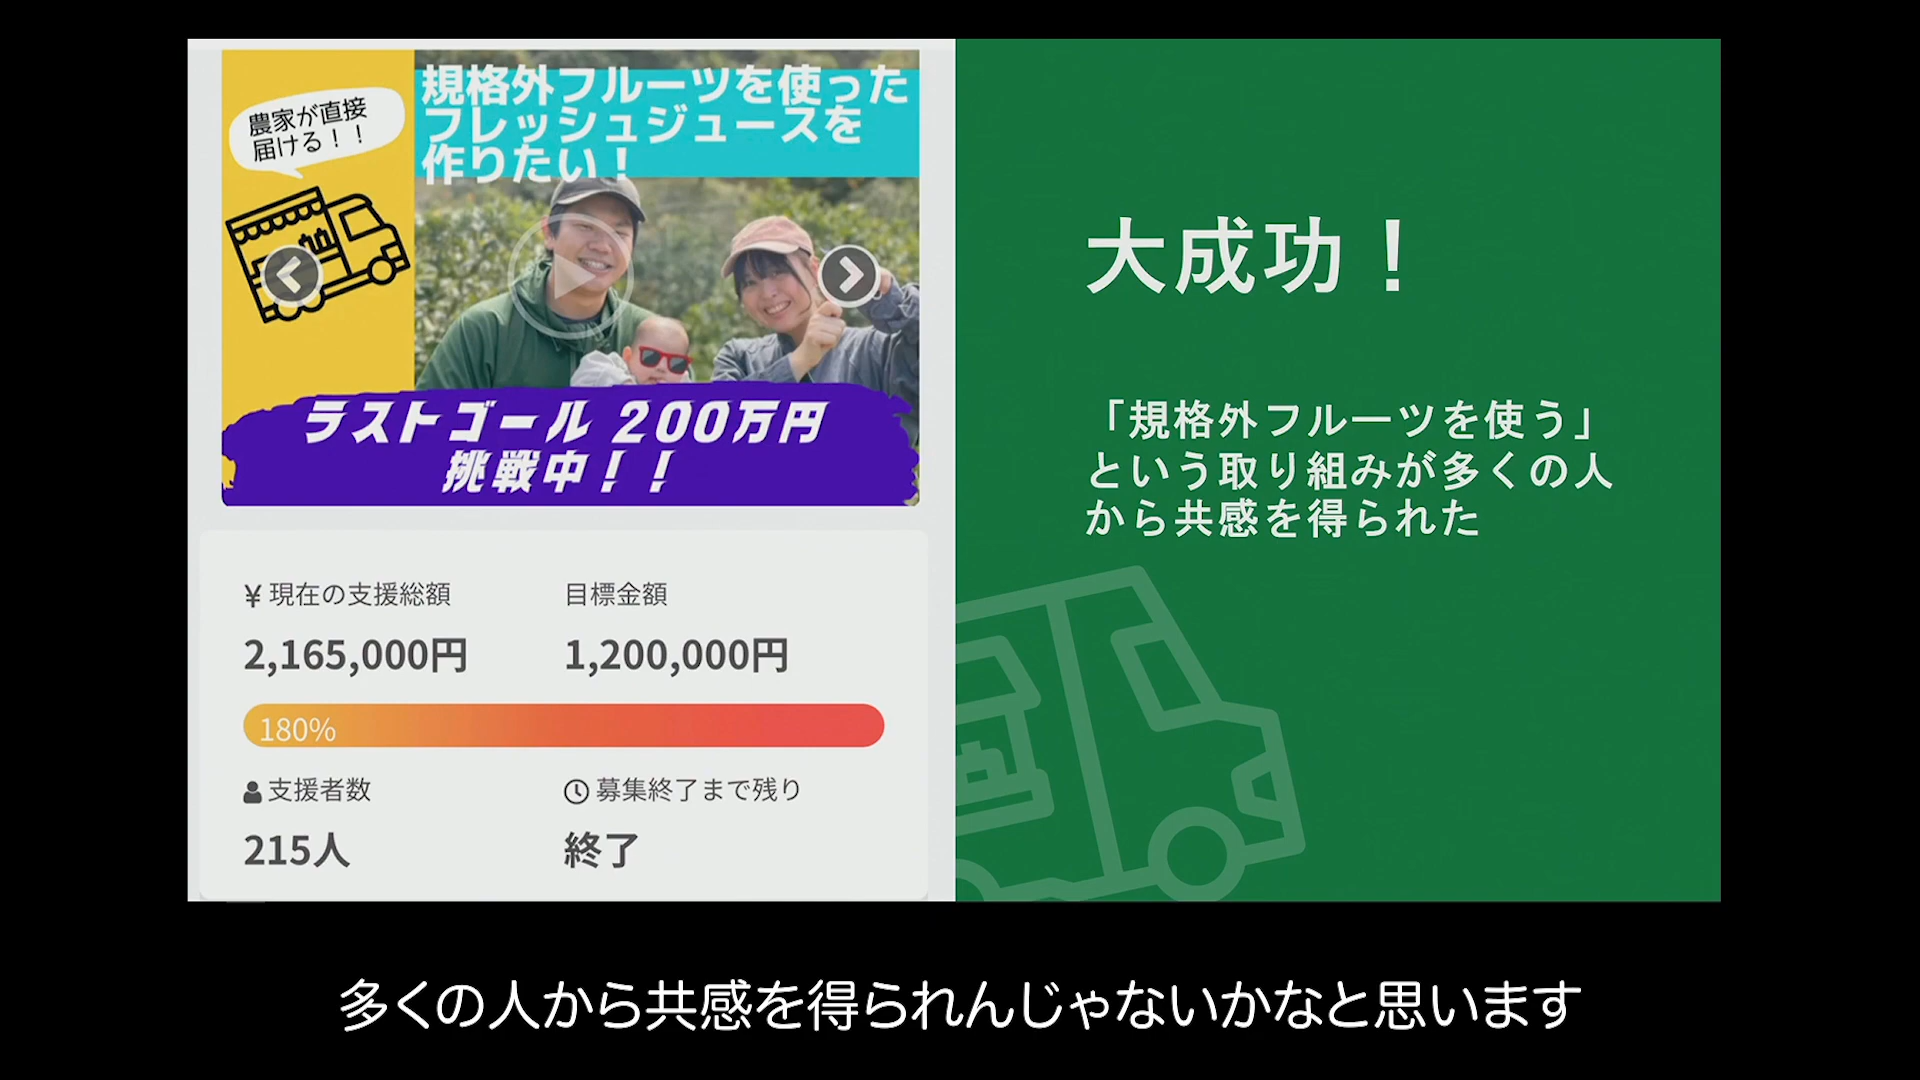 農家が直接
届ける！！
規格外フルーツを使った
フレッシュジュースを
作りたい！
ラストゴール 200万円
挑戦中！！
¥ 現在の支援総額
2,165,000円
目標金額
1,200,000円
180%
支援者数
215人
募集終了まで残り
終了
大成功！
「規格外フルーツを使う」
という取り組みが多くの人
から共感を得られた
多くの人から共感を得られんじゃないかなと思います